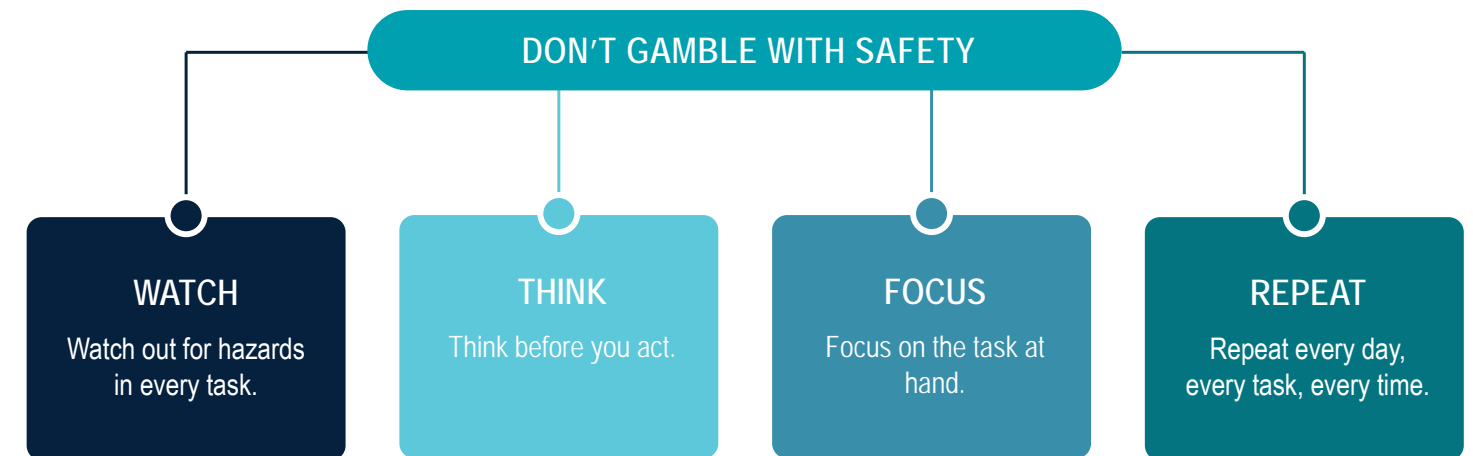 DON'T GAMBLE WITH SAFETY
WATCH
Watch out for hazards
in every task.
THINK
Think before you act.
FOCUS
Focus on the task at
hand.
REPEAT
Repeat every day,
every task, every time.